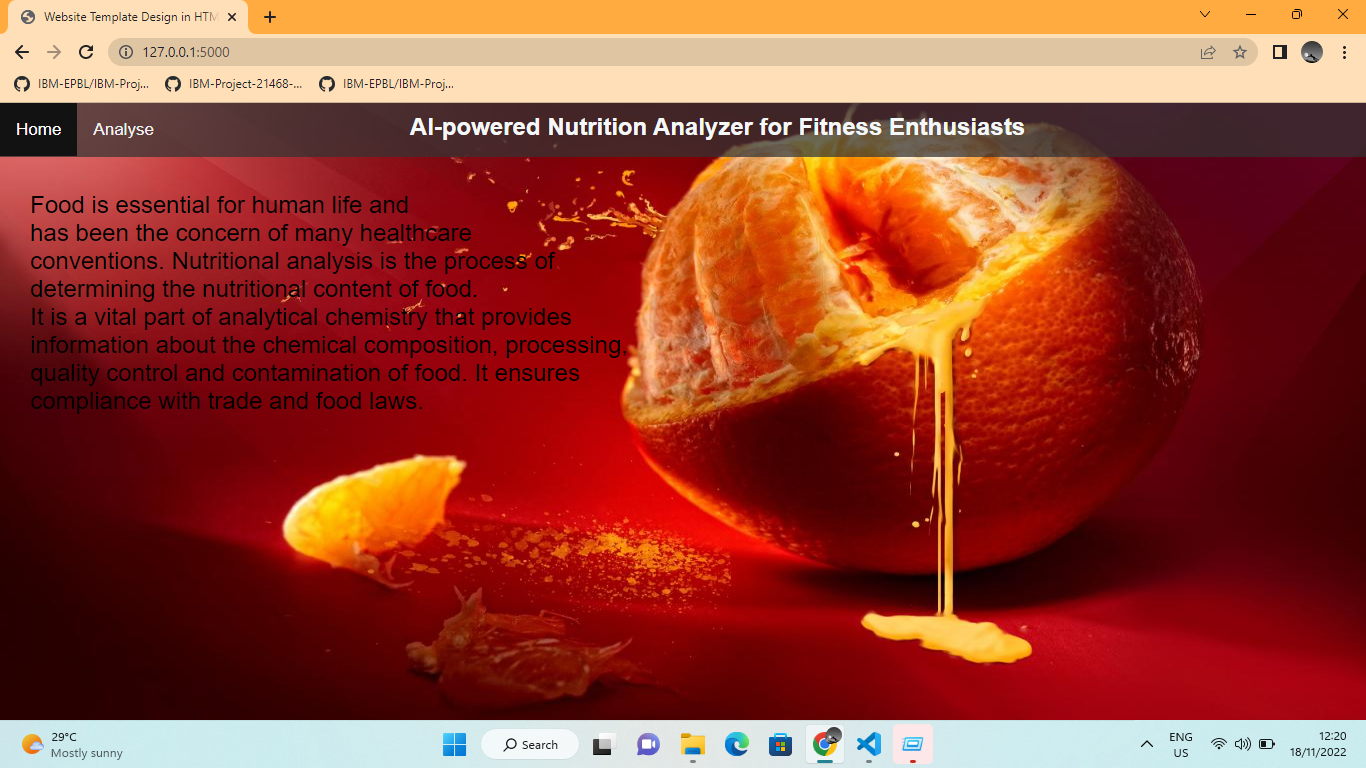 Website Template Design in HTM
127.0.0.1:5000
IBM-EPBL/IBM-Proj...
IBM-Project-21468-...
IBM-EPBL/IBM-Proj...
Home
Analyse
AI-powered Nutrition Analyzer for Fitness Enthusiasts
Food is essential for human life and
has been the concern of many healthcare
conventions. Nutritional analysis is the process of
determining the nutritional content of food.
It is a vital part of analytical chemistry that provides
information about the chemical composition, processing,
quality control and contamination of food. It ensures
compliance with trade and food laws.
29°C
Mostly sunny
Search
ENG
US
12:20
18/11/2022